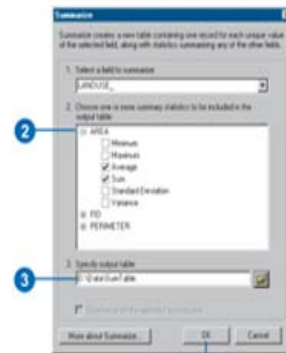 Summarize
Summarize creates a new table containing one record for each unique value
of the selected field, along with statistics summarizing any of the other fields.
1. Select a field to summarize
LANDUSE_
2. Choose one or more summary statistics to be included in the
output table:
2
AREA
Minimum
Maximum
Average
Sum
Standard Deviation
Variance
FID
PERIMETER
3. Specify output table:
3
More about Summarize...
OK
Cancel